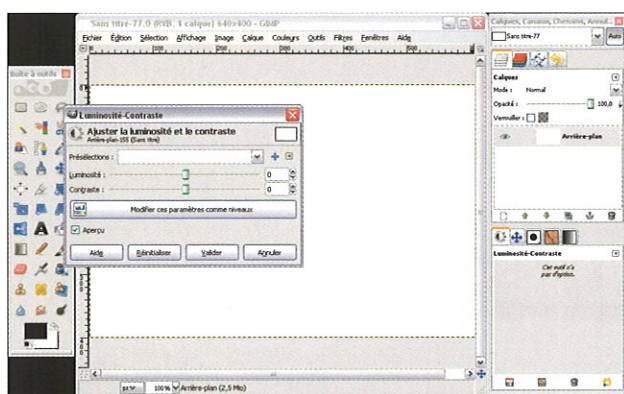 Sans titre-77.0 (RVB, 1 calque) 640x400 - GIMP
Fichier Édition Sélection Affichage Image Calque Couleurs Outils Filtres Fenêtres Aide
Boîte à outils
Luminosité-Contraste
Ajuster la luminosité et le contraste
Arrière-plan-155 (Sans titre)
Présélections :
Luminosité : 0
Contraste : 0
Modifier ces paramètres comme niveaux
Aperçu
Aide Réinitialiser Valider Annuler
pt 100% Arrière-plan (2,5 Mio)
Calques, Canaux, Chemins, Annul...
Sans titre-77 Auto
Calques
Mode : Normal
Opacité : 100,0
Verrouiller :
Arrière-plan
Luminosité-Contraste
Cet outil n'a
pas d'option.